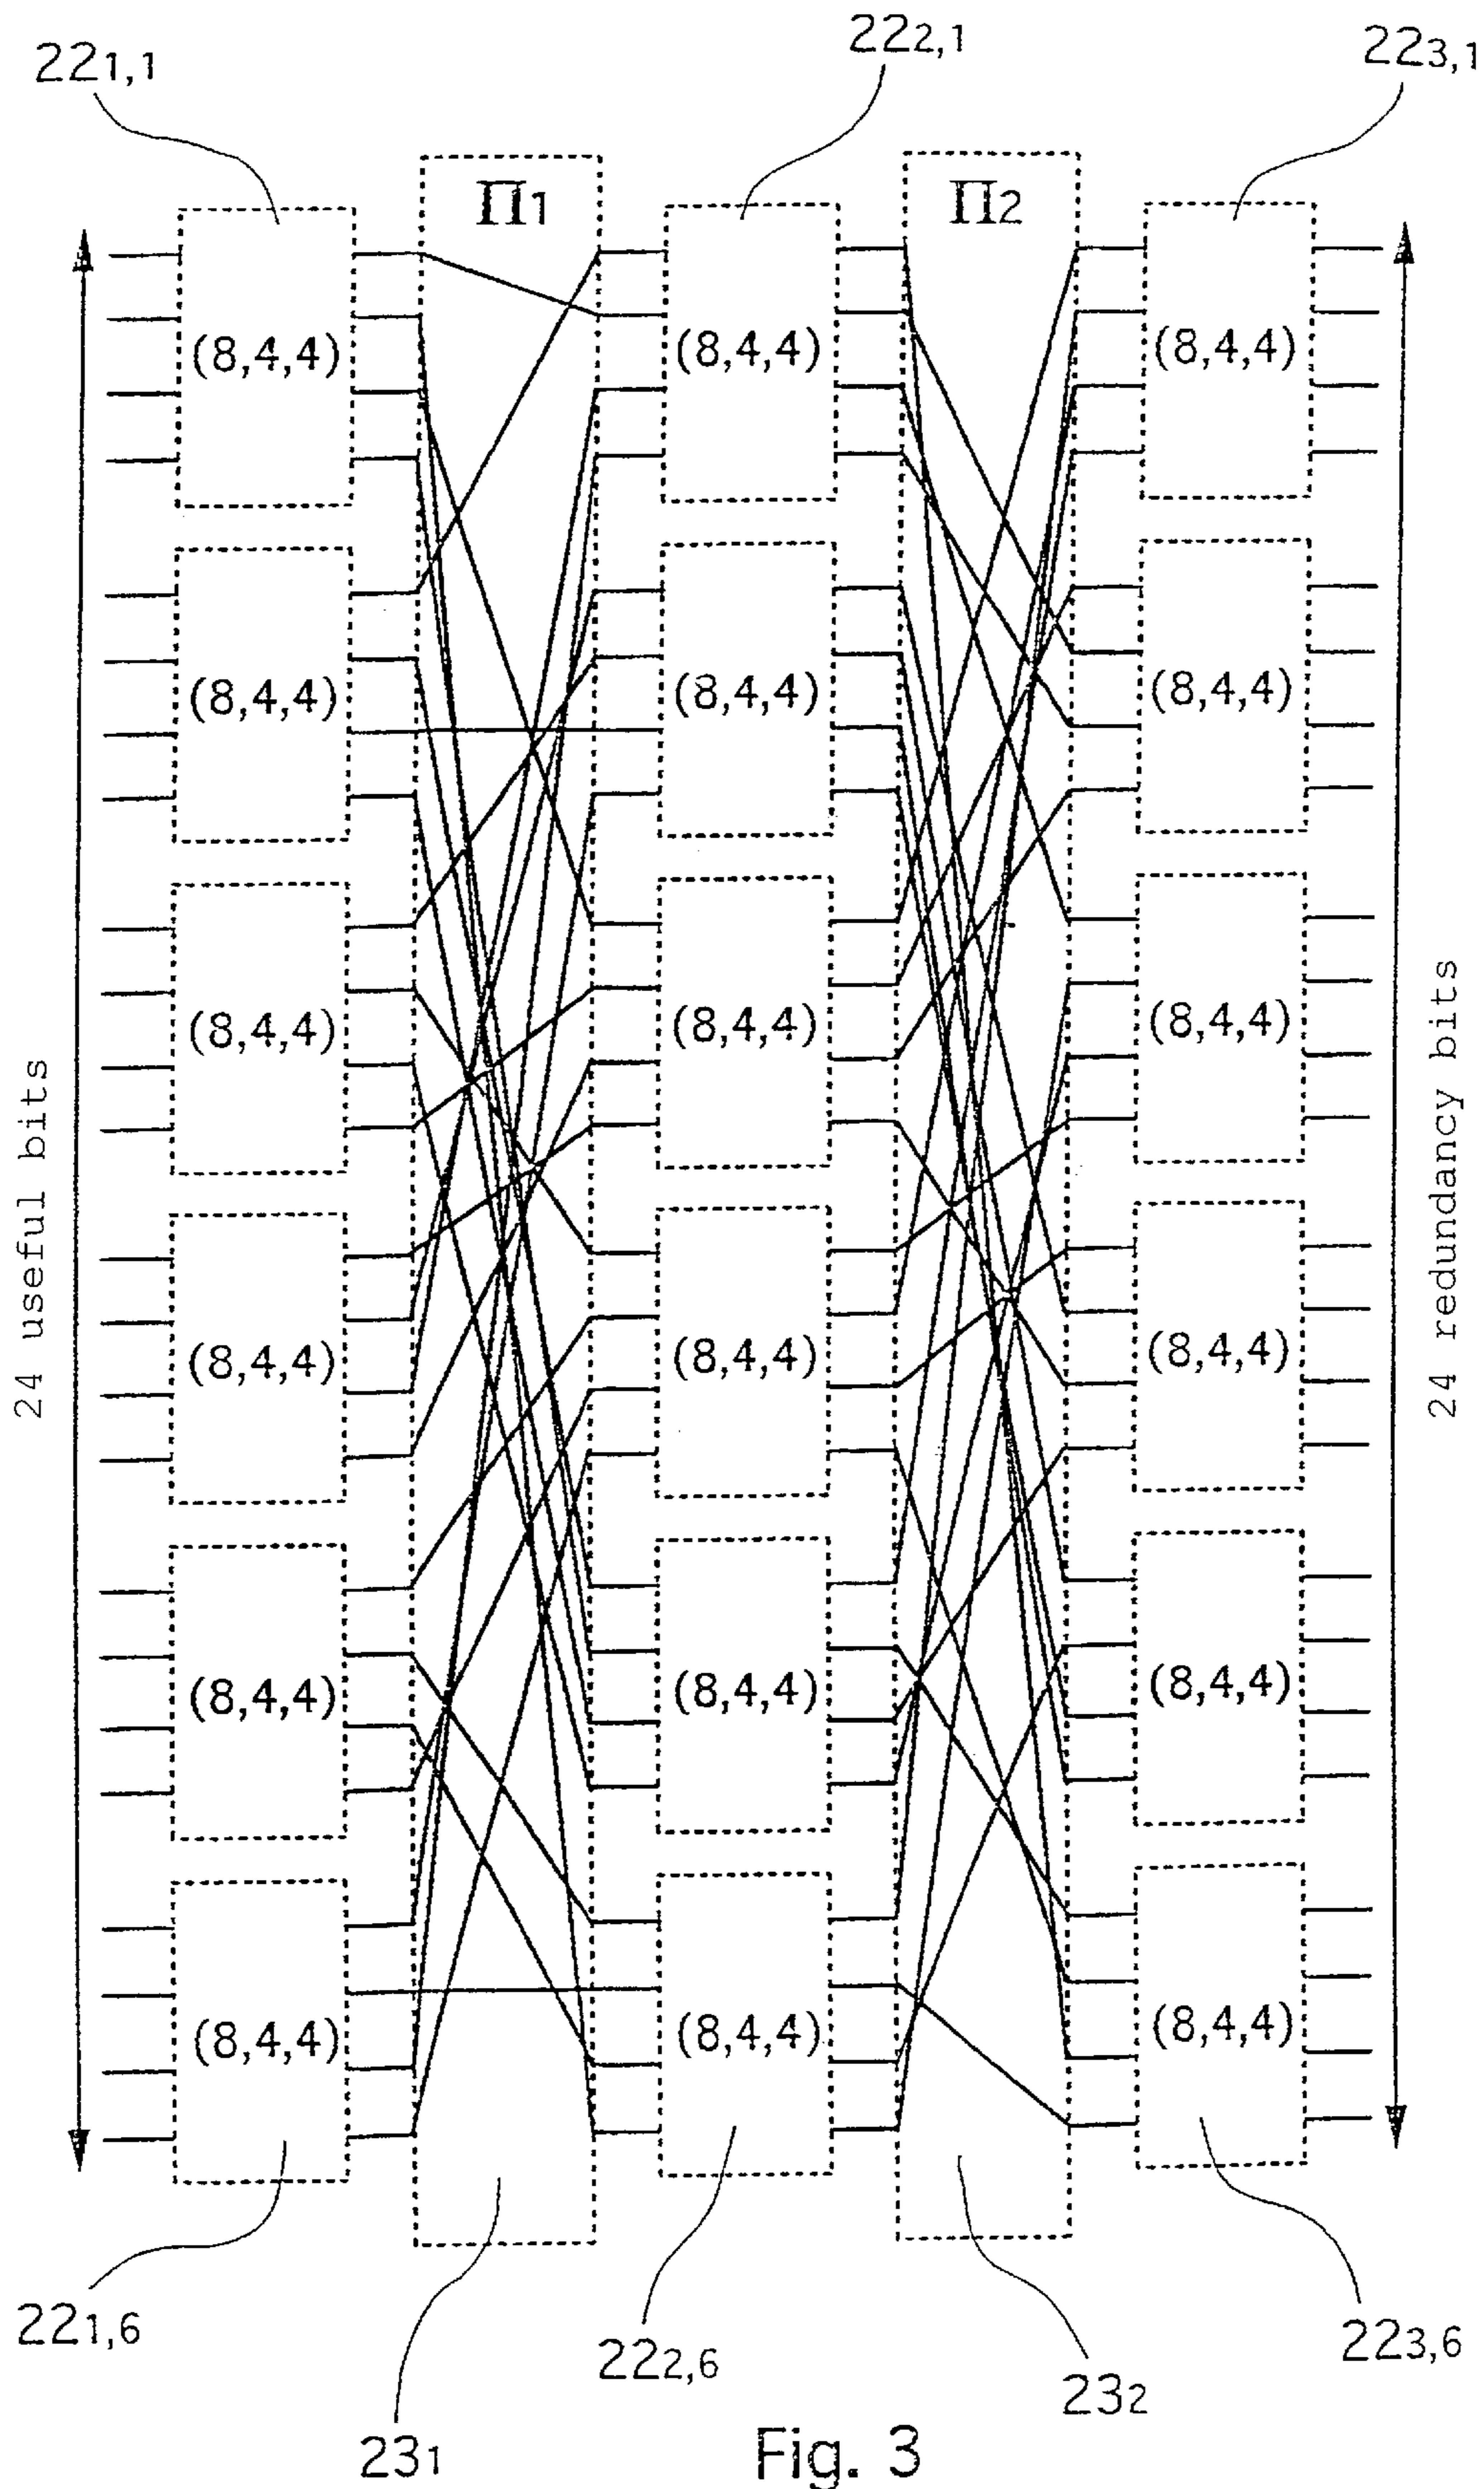 22₁,₁ 22₂,₁ 22₃,₁
Π1 Π2
(8,4,4) (8,4,4) (8,4,4)
(8,4,4) (8,4,4) (8,4,4)
(8,4,4) (8,4,4) (8,4,4)
24 useful bits
24 redundancy bits
(8,4,4) (8,4,4) (8,4,4)
(8,4,4) (8,4,4) (8,4,4)
(8,4,4) (8,4,4) (8,4,4)
22₁,₆ 22₂,₆ 22₃,₆
23₁ 23₂
Fig. 3